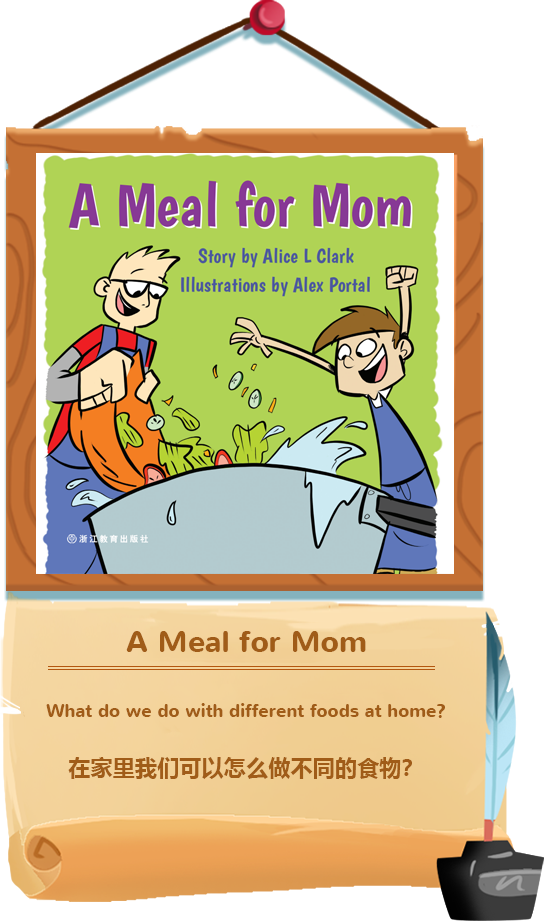 A Meal for Mom
Story by Alice L Clark
Illustrations by Alex Portal
浙江教育出版社
A Meal for Mom
What do we do with different foods at home?
在家里我们可以怎么做不同的食物？